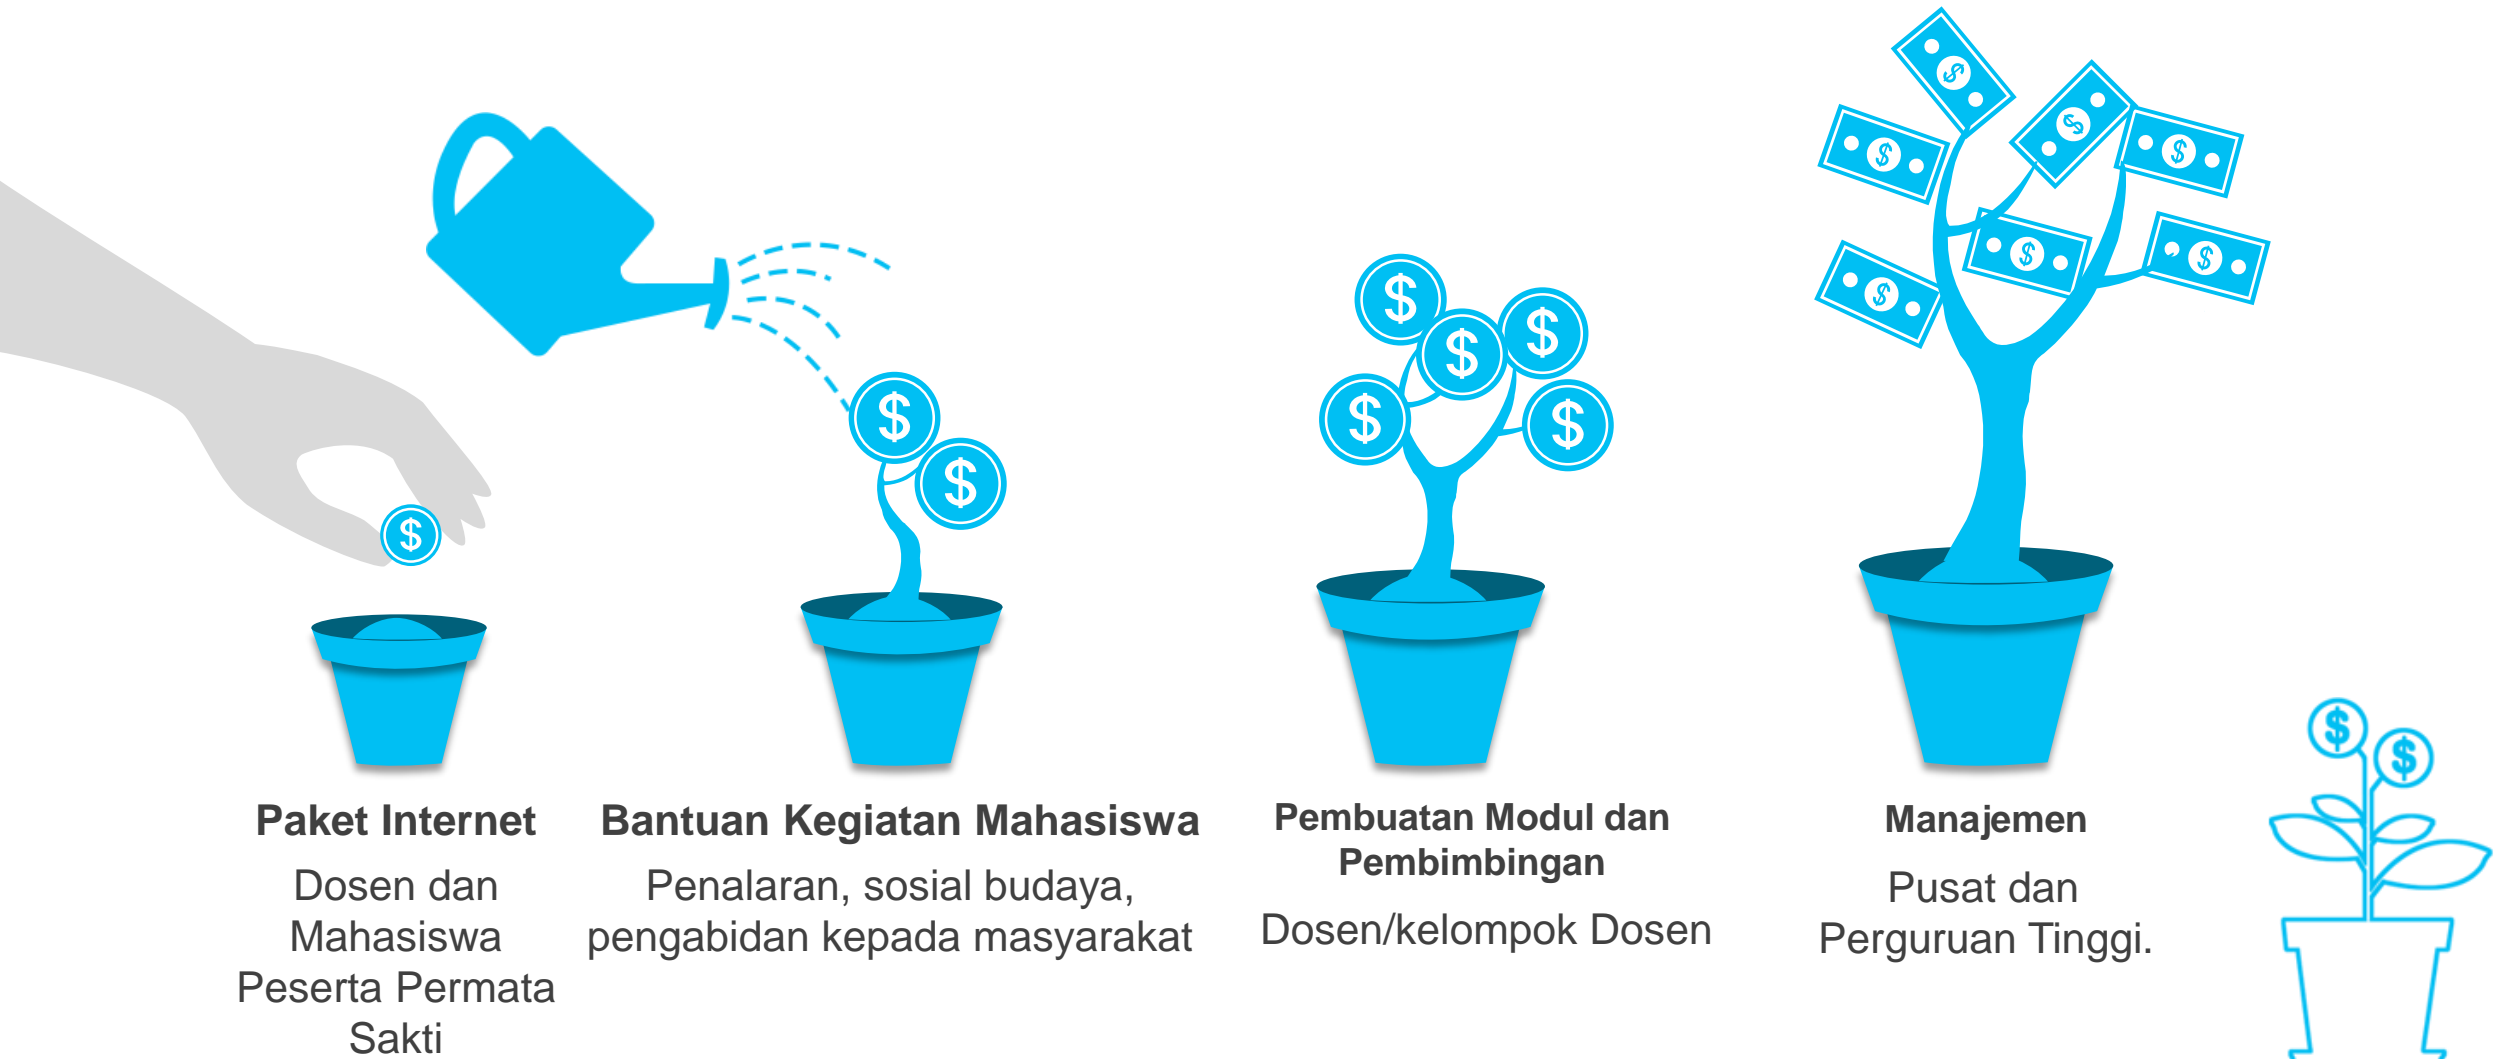 Paket Internet
Dosen dan
Mahasiswa
Peserta Permata
Sakti
Bantuan Kegiatan Mahasiswa
Penalaran, sosial budaya,
pengabidan kepada masyarakat
Pembuatan Modul dan
Pembimbingan
Dosen/kelompok Dosen
Manajemen
Pusat dan
Perguruan Tinggi.